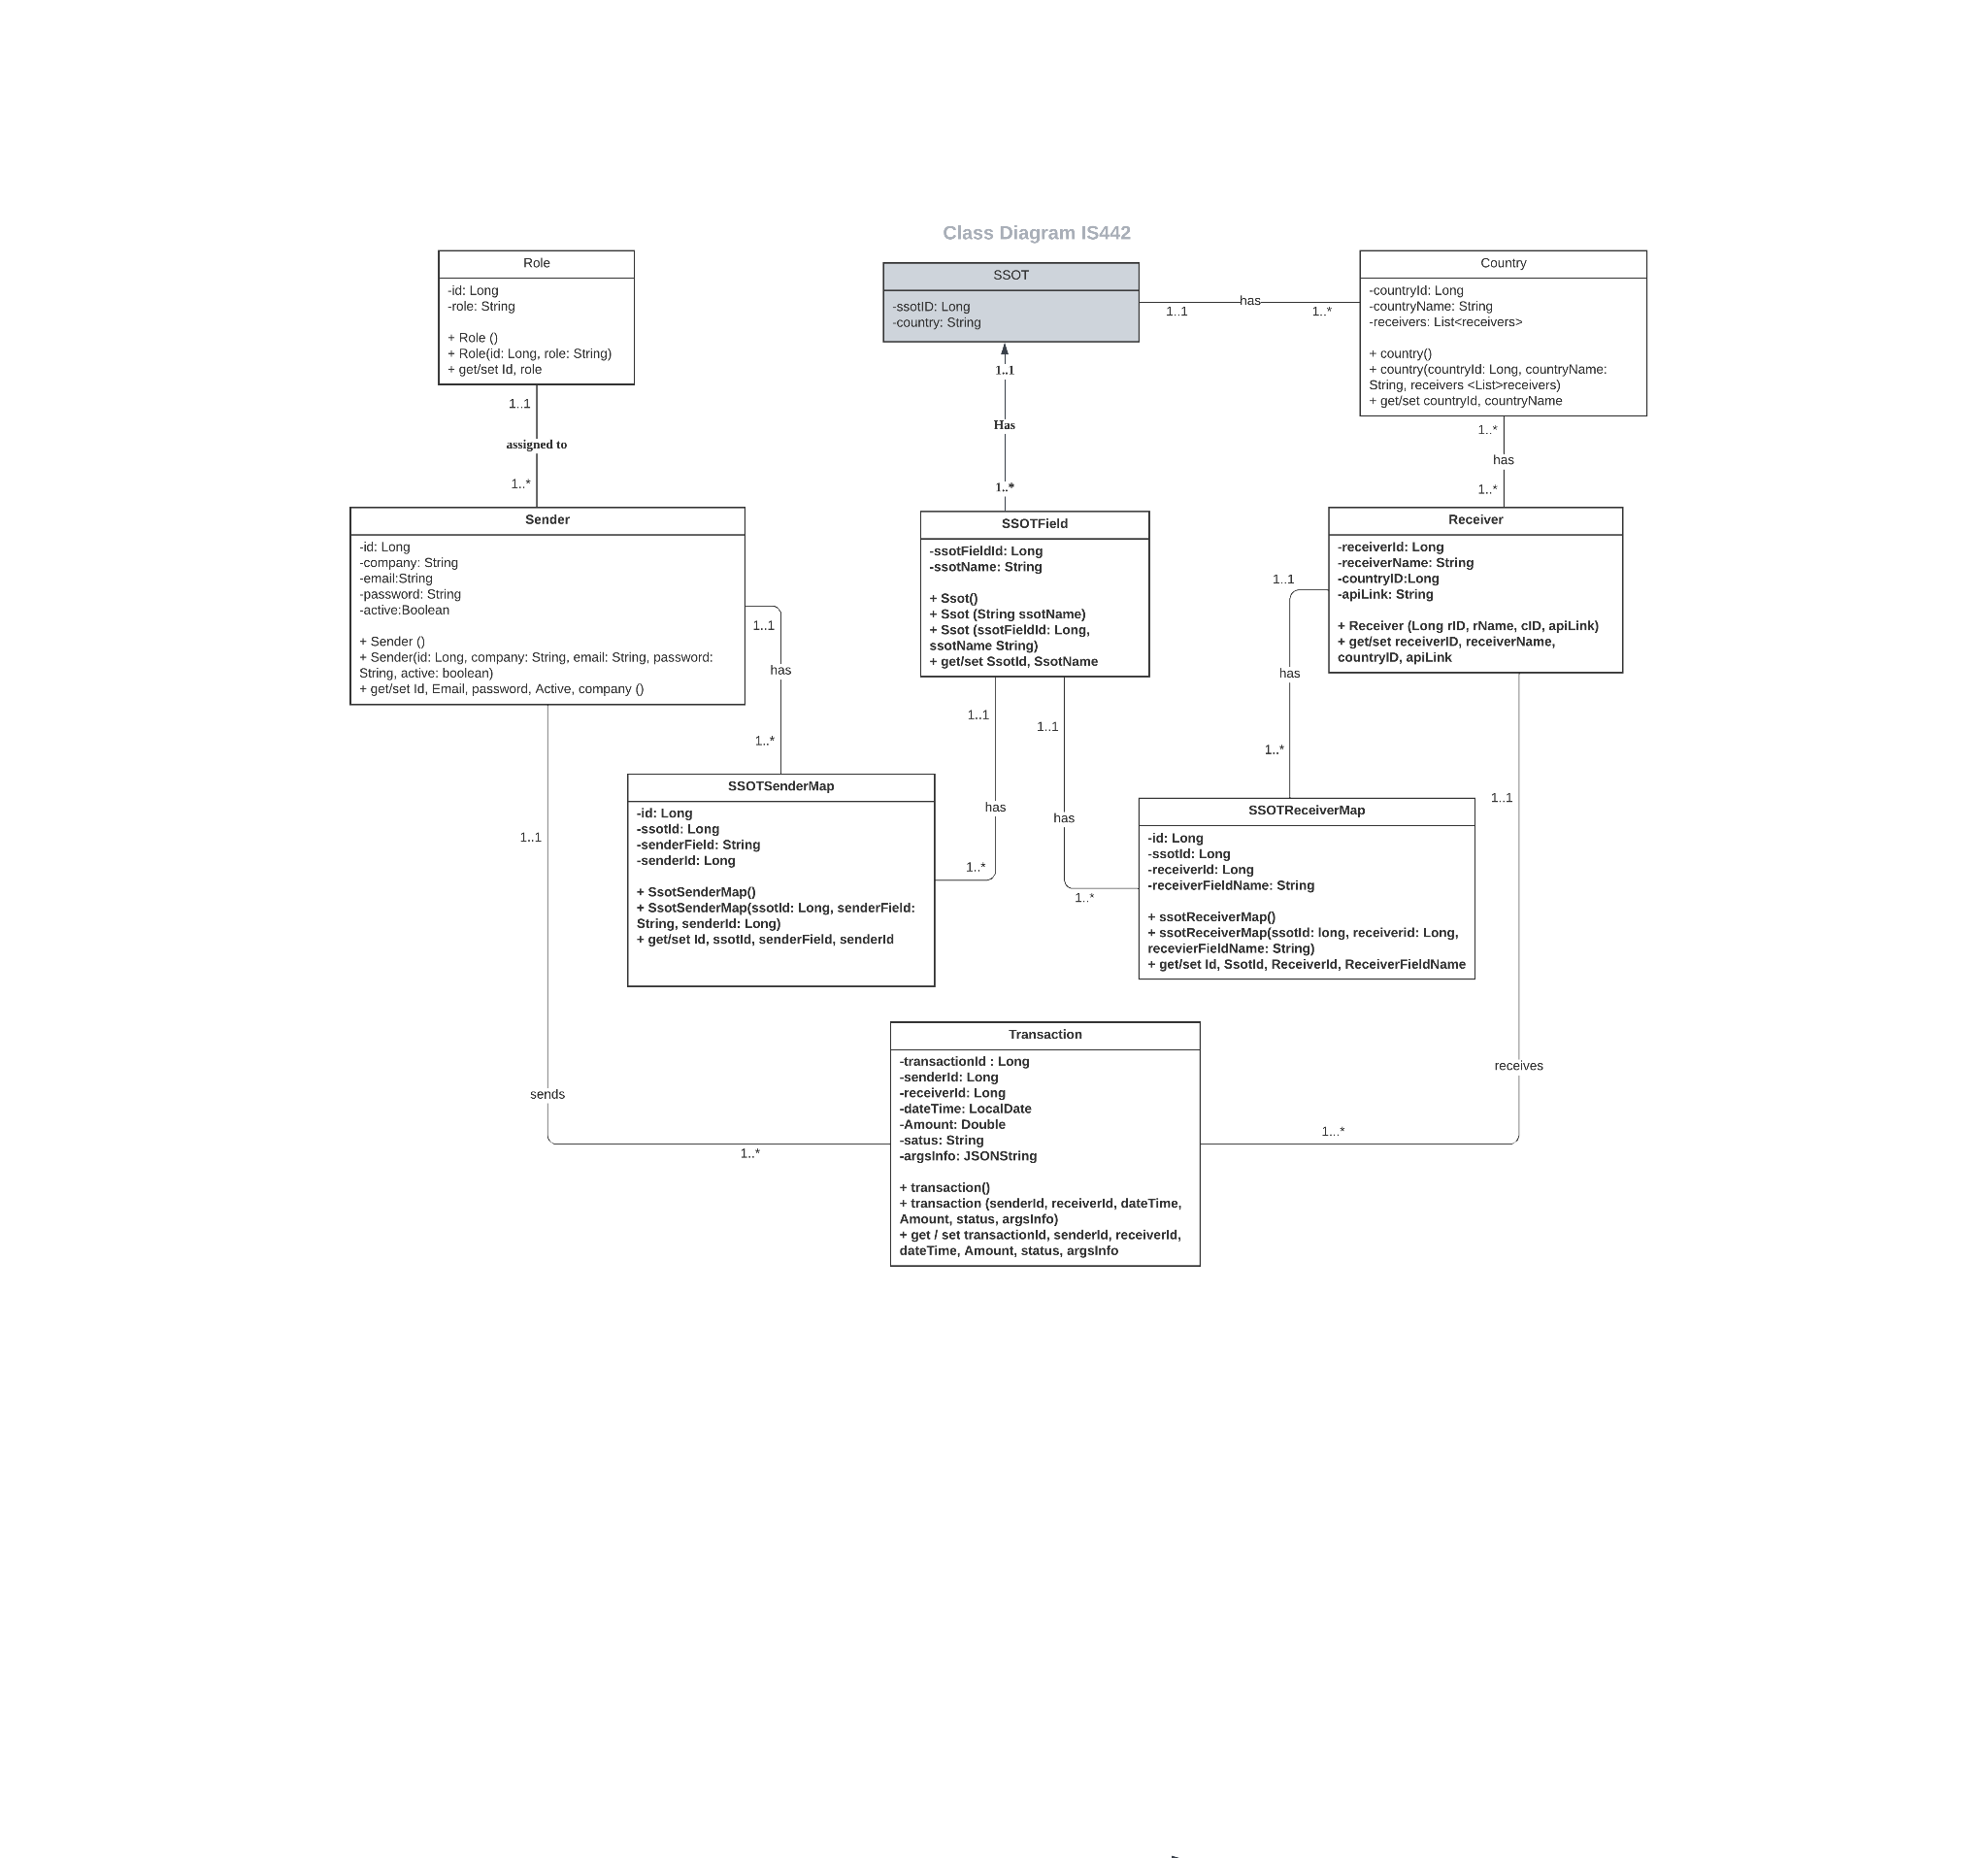 Class Diagram IS442
Role
-id: Long
-role: String
+ Role ()
+ Role(id: Long, role: String)
+ get/set Id, role
SSOT
-ssotID: Long
-country: String
has
1..1
1..*
Country
-countryId: Long
-countryName: String
-receivers: List<receivers>
+ country()
+ country(countryId: Long, countryName:
String, receivers <List>receivers)
+ get/set countryId, countryName
1..1
assigned to
1..*
1..1
Has
1..*
1..*
has
1..*
Sender
-id: Long
-company: String
-email:String
-password: String
-active:Boolean
+ Sender ()
+ Sender(id: Long, company: String, email: String, password:
String, active: boolean)
+ get/set Id, Email, password, Active, company ()
SSOTField
-ssotFieldId: Long
-ssotName: String
+ Ssot()
+ Ssot (String ssotName)
+ Ssot (ssotFieldId: Long,
ssotName String)
+ get/set SsotId, SsotName
Receiver
-receiverId: Long
-receiverName: String
-countryID:Long
-apiLink: String
+ Receiver (Long rID, rName, cID, apiLink)
+ get/set receiverID, receiverName,
countryID, apiLink
1..1
has
1..*
1..1
has
1..*
1..1
has
1..*
1..1
has
1..*
SSOTSenderMap
-id: Long
-ssotId: Long
-senderField: String
-senderId: Long
+ SsotSenderMap()
+ SsotSenderMap(ssotId: Long, senderField:
String, senderId: Long)
+ get/set Id, ssotId, senderField, senderId
SSOTReceiverMap
-id: Long
-ssotId: Long
-receiverId: Long
-receiverFieldName: String
+ ssotReceiverMap()
+ ssotReceiverMap(ssotId: long, receiverid: Long,
recevierFieldName: String)
+ get/set Id, SsotId, ReceiverId, ReceiverFieldName
1..1
sends
1..*
1..1
receives
1...*
Transaction
-transactionId : Long
-senderId: Long
-receiverId: Long
-dateTime: LocalDate
-Amount: Double
-satus: String
-argsInfo: JSONString
+ transaction()
+ transaction (senderId, receiverId, dateTime,
Amount, status, argsInfo)
+ get / set transactionId, senderId, receiverId,
dateTime, Amount, status, argsInfo